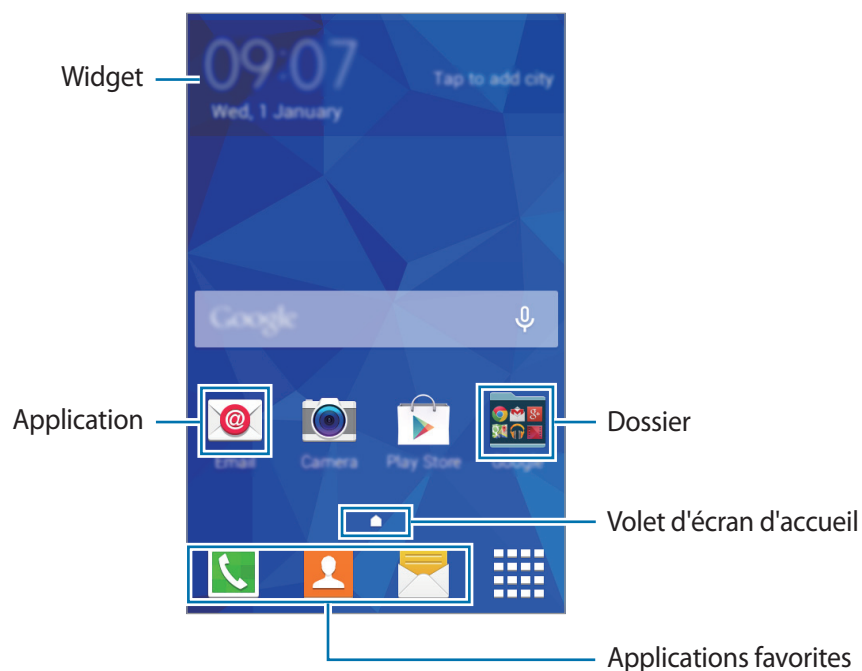 Widget
09:07
Tap to add city
Wed, 1 January
Google
Application
Dossier
Email
Camera
Play Store
Google
Volet d'écran d'accueil
Applications favorites